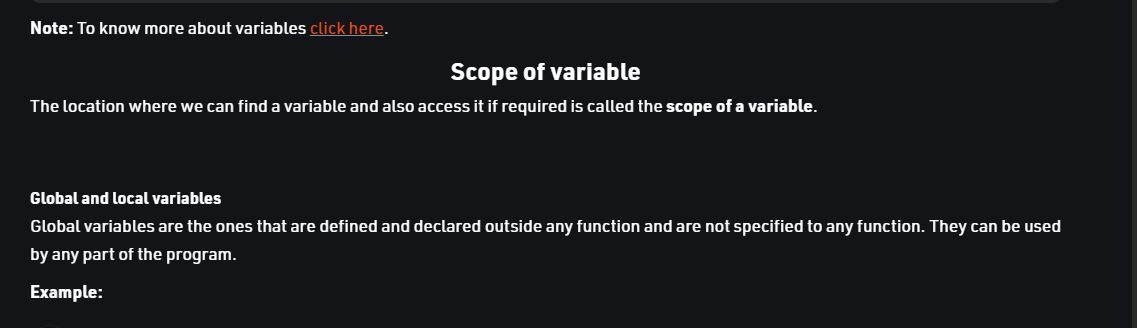 Note: To know more about variables click here.
Scope of variable
The location where we can find a variable and also access it if required is called the scope of a variable.
Global and local variables
Global variables are the ones that are defined and declared outside any function and are not specified to any function. They can be used
by any part of the program.
Example: